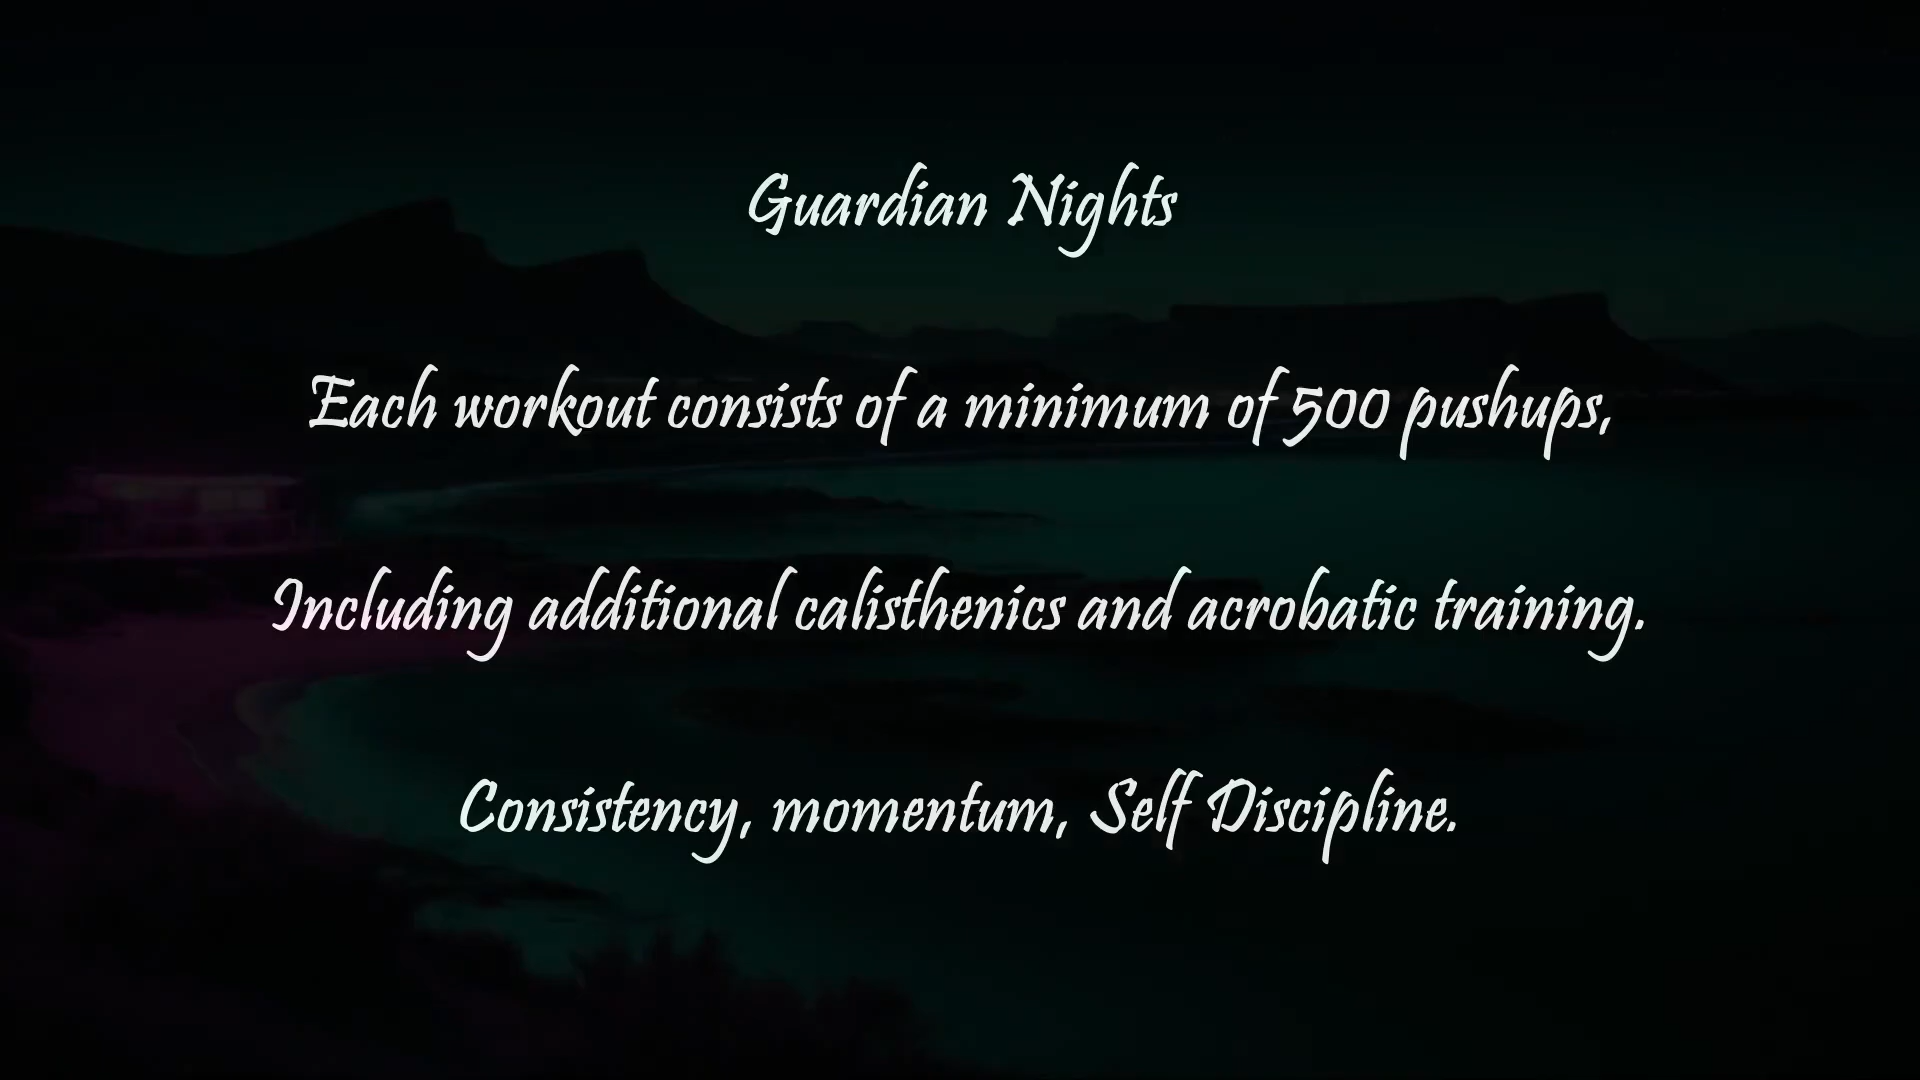 Guardian Nights
Each workout consists of a minimum of 500 pushups,
Including additional calisthenics and acrobatic training.
Consistency, momentum, Self Discipline.